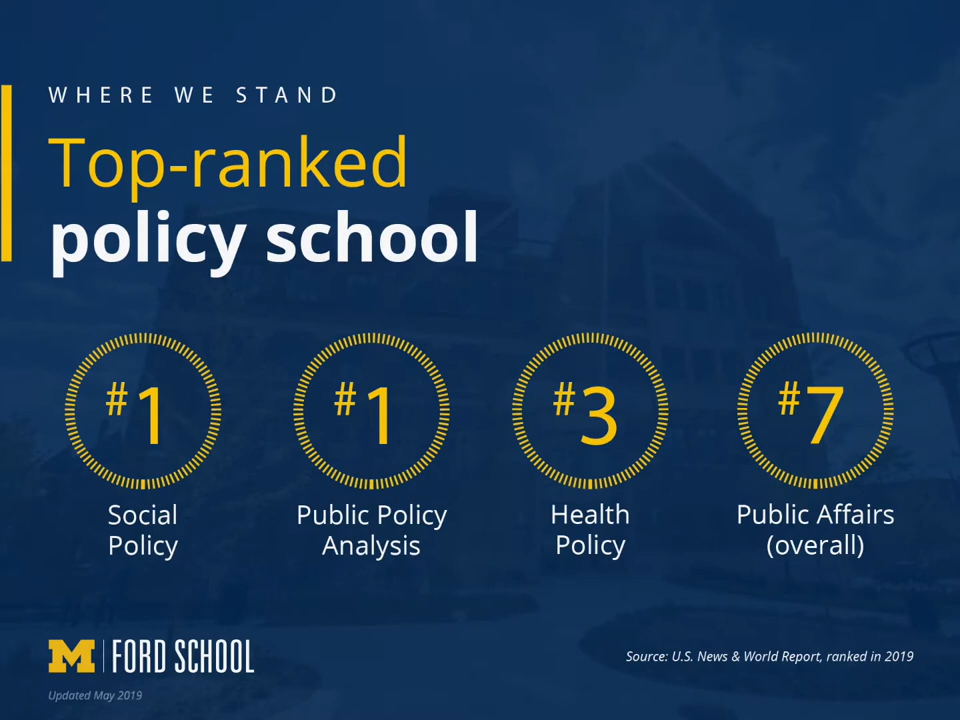 WHERE WE STAND
Top-ranked
policy school
#1
Social
Policy
#1
Public Policy
Analysis
#3
Health
Policy
#7
Public Affairs
(overall)
M | FORD SCHOOL
Updated May 2019
Source: U.S. News & World Report, ranked in 2019